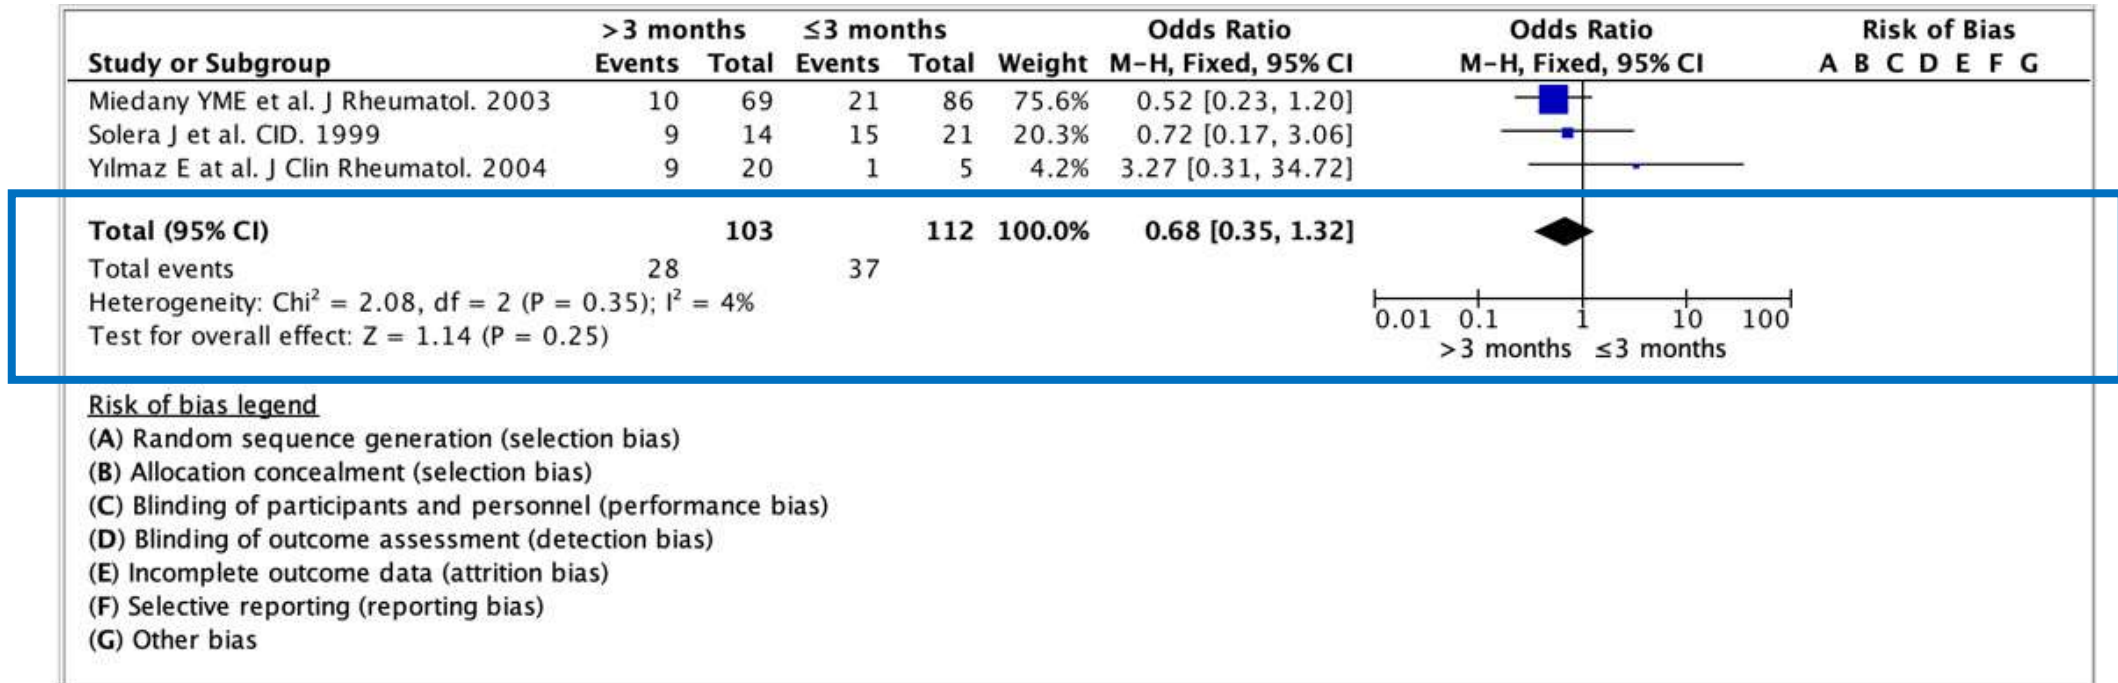 >3 months ≤3 months Odds Ratio Odds Ratio Risk of Bias
Study or Subgroup Events Total Events Total Weight M-H, Fixed, 95% CI M-H, Fixed, 95% CI A B C D E F G
Miedany YME et al. J Rheumatol. 2003 10 69 21 86 75.6% 0.52 [0.23, 1.20]
Solera J et al. CID. 1999 9 14 15 21 20.3% 0.72 [0.17, 3.06]
Yılmaz E at al. J Clin Rheumatol. 2004 9 20 1 5 4.2% 3.27 [0.31, 34.72]
Total (95% CI) 103 112 100.0% 0.68 [0.35, 1.32]
Total events 28 37
Heterogeneity: Chi² = 2.08, df = 2 (P = 0.35); I² = 4%
Test for overall effect: Z = 1.14 (P = 0.25)
0.01 0.1 1 10 100
>3 months ≤3 months
Risk of bias legend
(A) Random sequence generation (selection bias)
(B) Allocation concealment (selection bias)
(C) Blinding of participants and personnel (performance bias)
(D) Blinding of outcome assessment (detection bias)
(E) Incomplete outcome data (attrition bias)
(F) Selective reporting (reporting bias)
(G) Other bias